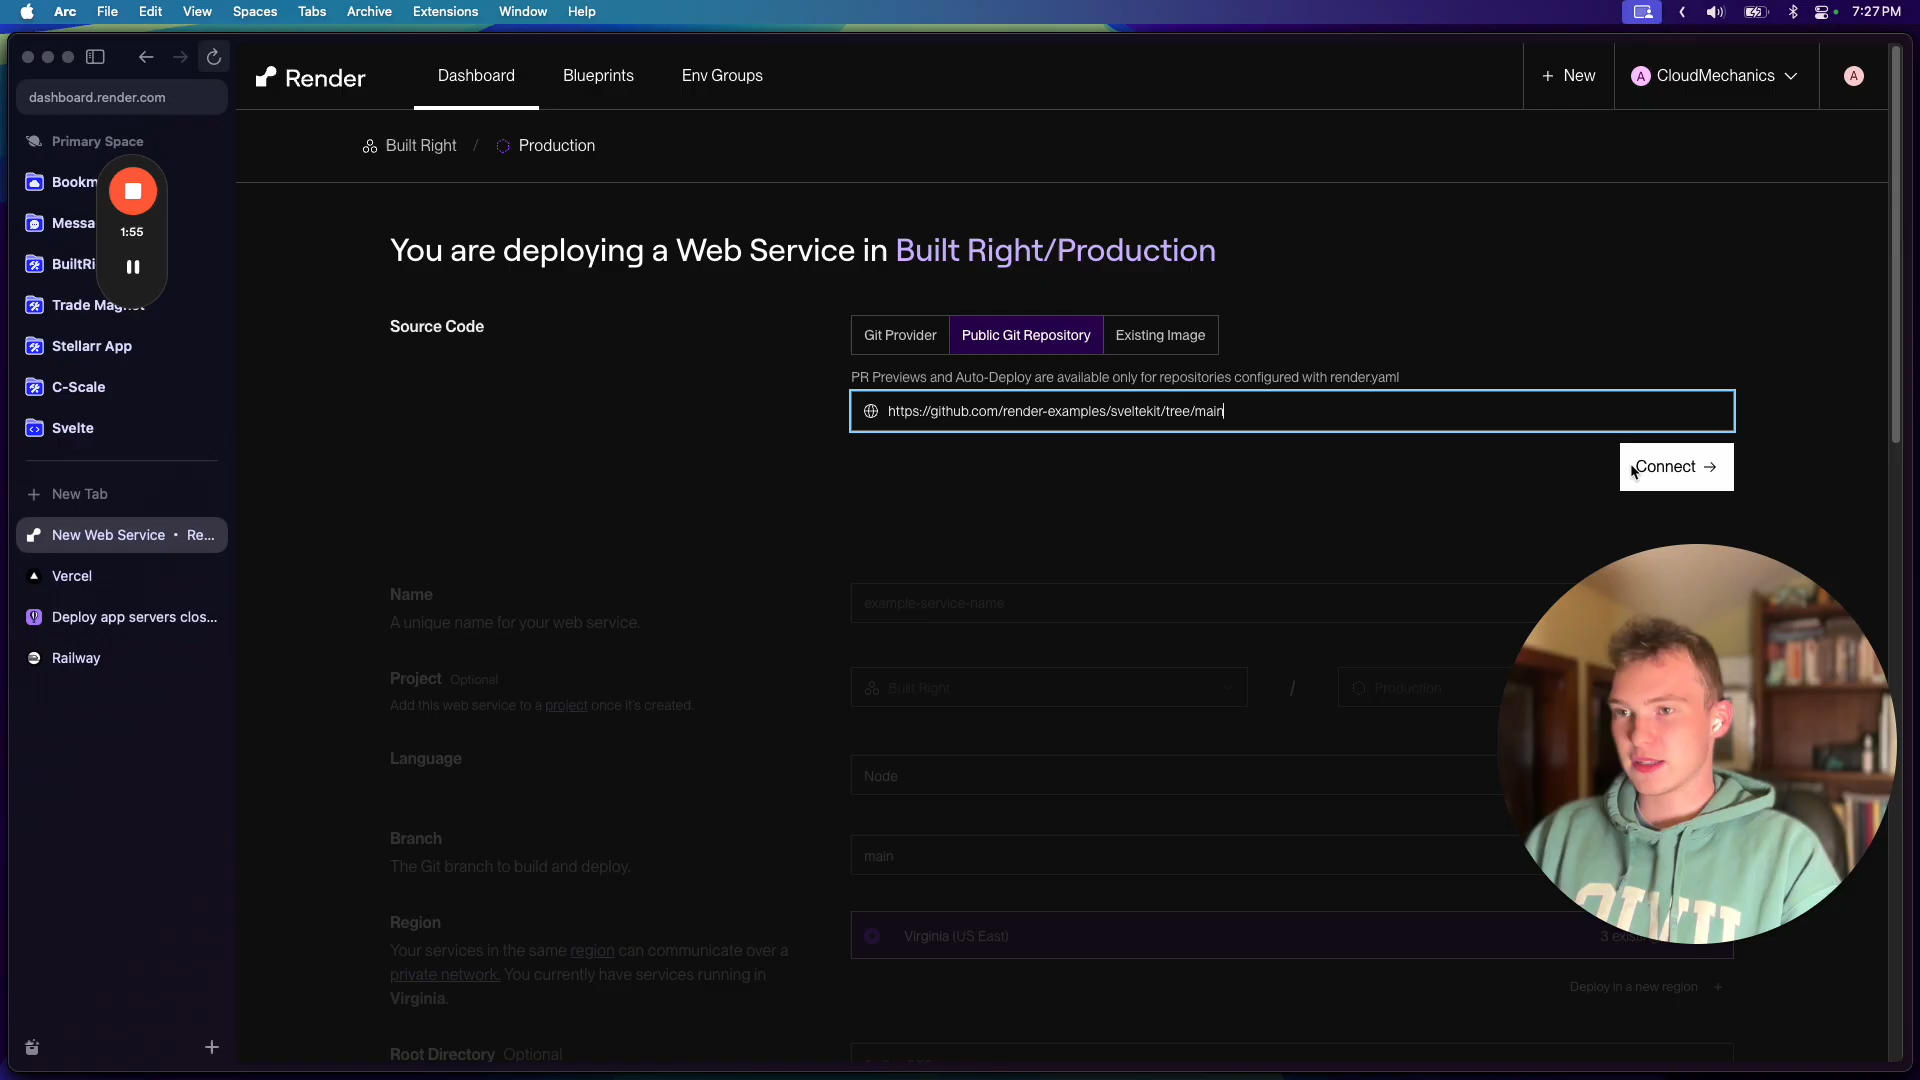 Arc File Edit View Spaces Tabs Archive Extensions Window Help 7:27 PM
dashboard.render.com
Primary Space
Bookm
Messa
BuiltRi
Trade Magnet
Stellarr App
C-Scale
Svelte
1:55
New Tab
New Web Service • Re...
Vercel
Deploy app servers clos...
Railway
Render Dashboard Blueprints Env Groups + New A CloudMechanics A
Built Right / Production
You are deploying a Web Service in Built Right/Production
Source Code
Git Provider Public Git Repository Existing Image
PR Previews and Auto-Deploy are available only for repositories configured with render.yaml
https://github.com/render-examples/sveltekit/tree/main
Connect →
Name
A unique name for your web service.
example-service-name
Project Optional
Add this web service to a project once it's created.
Built Right / Production
Language
Node
Branch
The Git branch to build and deploy.
main
Region
Your services in the same region can communicate over a
private network. You currently have services running in
Virginia.
Virginia (US East)
Deploy in a new region +
Root Directory Optional